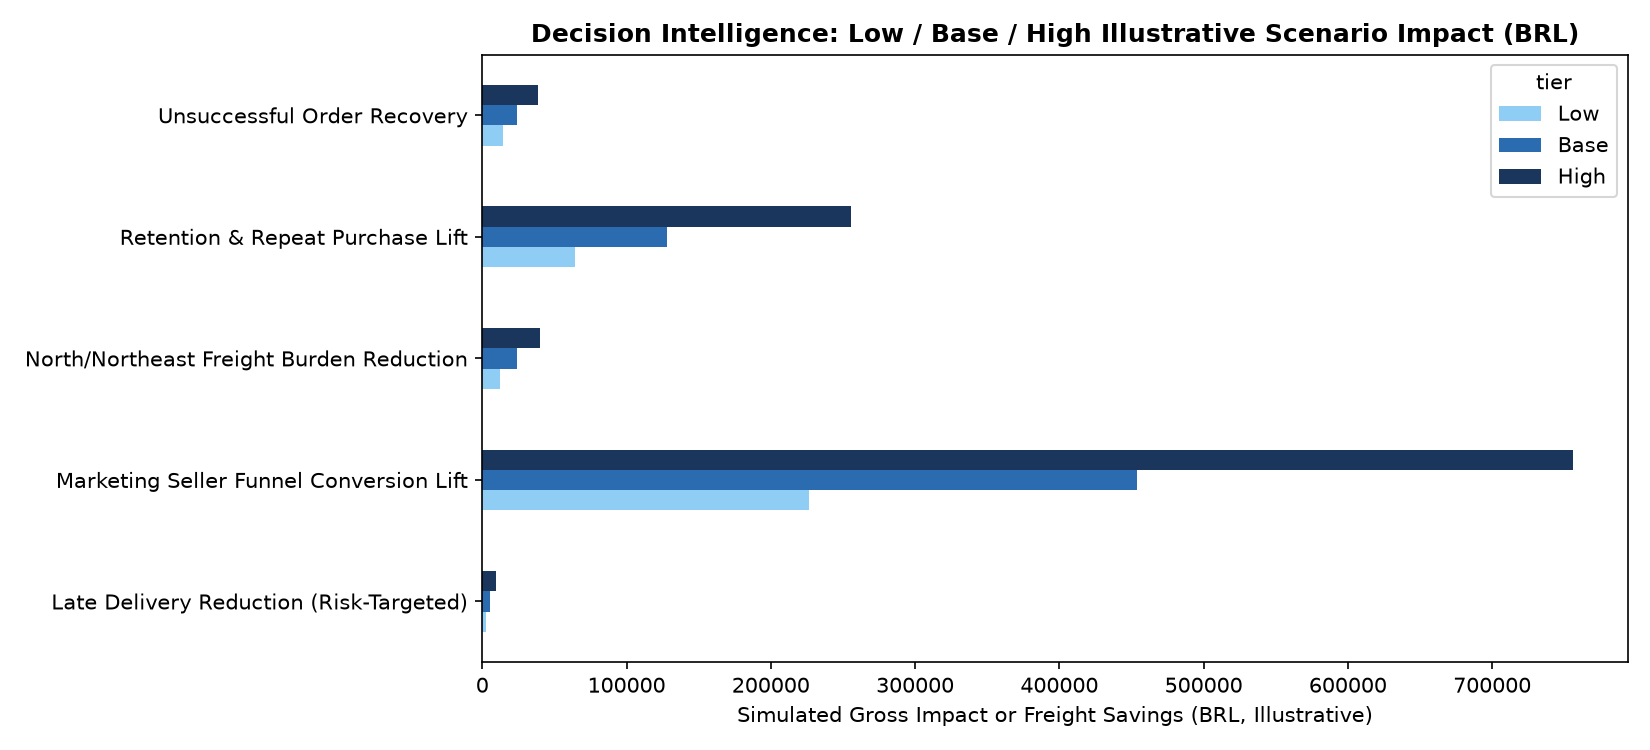 Decision Intelligence: Low / Base / High Illustrative Scenario Impact (BRL)
tier
Low
Base
High
Unsuccessful Order Recovery
Retention & Repeat Purchase Lift
North/Northeast Freight Burden Reduction
Marketing Seller Funnel Conversion Lift
Late Delivery Reduction (Risk-Targeted)
0 100000 200000 300000 400000 500000 600000 700000
Simulated Gross Impact or Freight Savings (BRL, Illustrative)